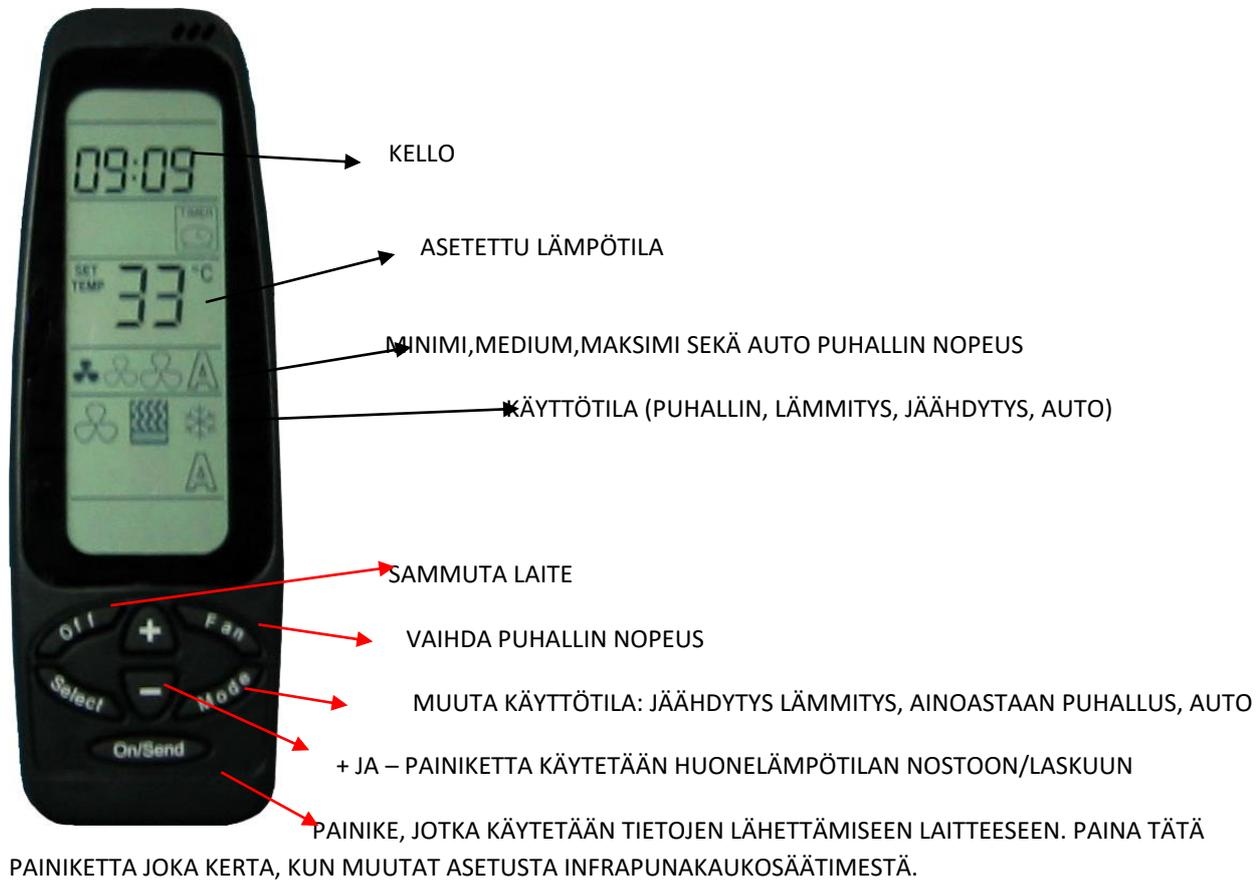 KELLO
09:09
TIMER
ASETETTU LÄMPÖTILA
SET
TEMP
33 °C
MINIMI,MEDIUM,MAKSIMI SEKÄ AUTO PUHALLIN NOPEUS
A
KÄYTTÖTILA (PUHALLIN, LÄMMITYS, JÄÄHDYTYS, AUTO)
A
SAMMUTA LAITE
Off
+
Fan
VAIHDA PUHALLIN NOPEUS
Select
–
Mode
MUUTA KÄYTTÖTILA: JÄÄHDYTYS LÄMMITYS, AINOASTAAN PUHALLUS, AUTO
On/Send
+ JA – PAINIKETTA KÄYTETÄÄN HUONELÄMPÖTILAN NOSTOON/LASKUUN
PAINIKE, JOTKA KÄYTETÄÄN TIETOJEN LÄHETTÄMISEEN LAITTEESEEN. PAINA TÄTÄ
PAINIKETTA JOKA KERTA, KUN MUUTAT ASETUSTA INFRAPUNAKAUKOSÄÄTIMESTÄ.